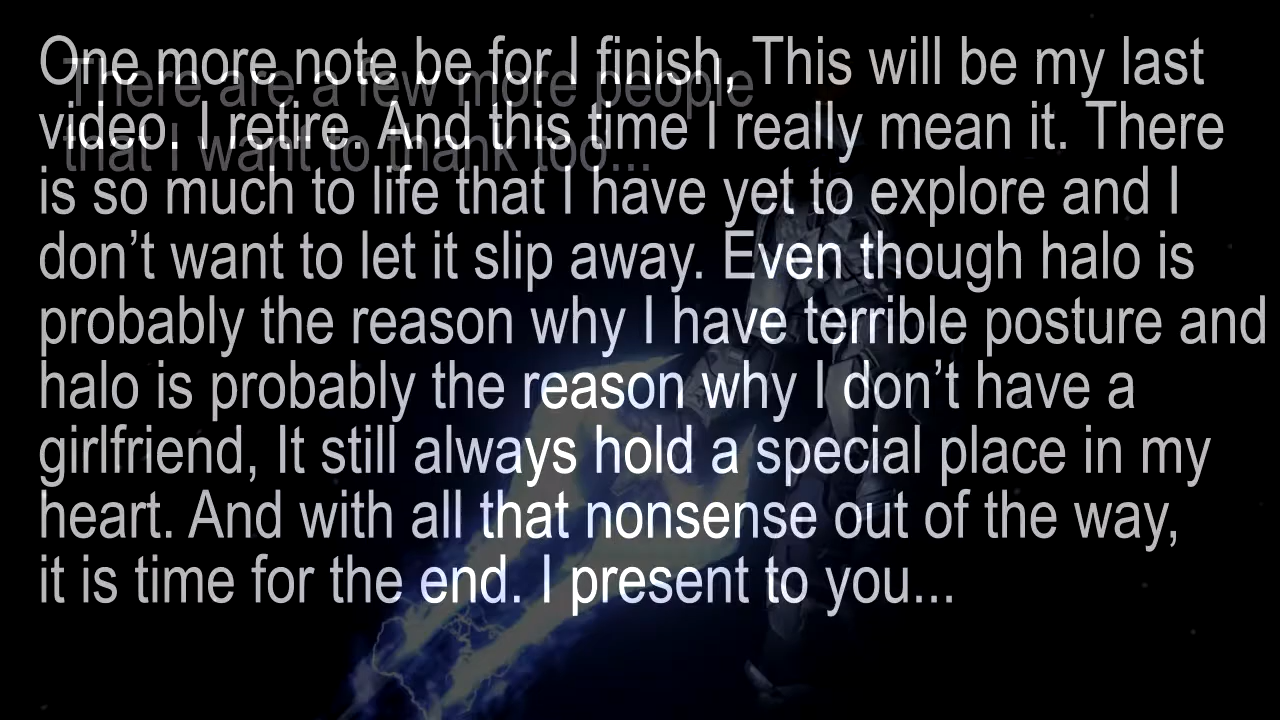 One more note be for I finish, This will be my last
There are a few more people
video. I retire. And this time I really mean it. There
that I want to thank too...
is so much to life that I have yet to explore and I
don’t want to let it slip away. Even though halo is
probably the reason why I have terrible posture and
halo is probably the reason why I don’t have a
girlfriend, It still always hold a special place in my
heart. And with all that nonsense out of the way,
it is time for the end. I present to you...